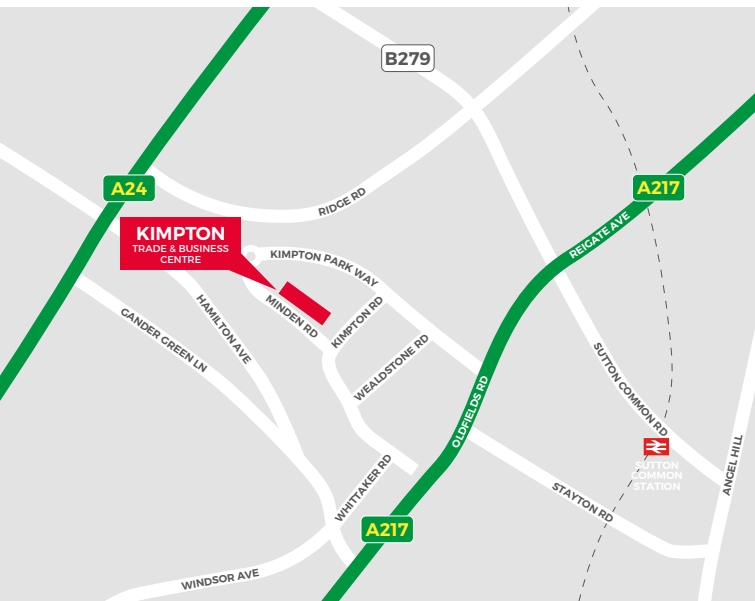 B279
A24
A217
RIDGE RD
KIMPTON
TRADE & BUSINESS
CENTRE
REIGATE AVE
KIMPTON PARK WAY
MINDEN RD
KIMPTON RD
HAMILTON AVE
GANDER GREEN LN
WEALDSTONE RD
SUTTON COMMON RD
OLDFIELDS RD
SUTTON
COMMON
STATION
ANGEL HILL
WHITTAKER RD
STAYTON RD
A217
WINDSOR AVE